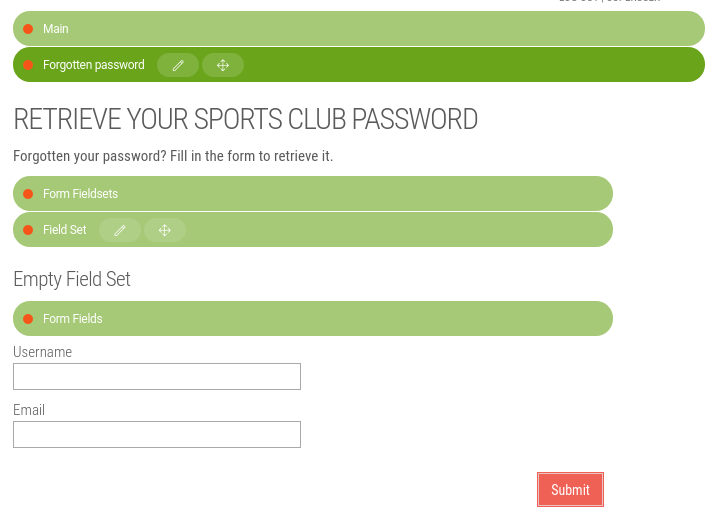 Main
Forgotten password
RETRIEVE YOUR SPORTS CLUB PASSWORD
Forgotten your password? Fill in the form to retrieve it.
Form Fieldsets
Field Set
Empty Field Set
Form Fields
Username
Email
Submit